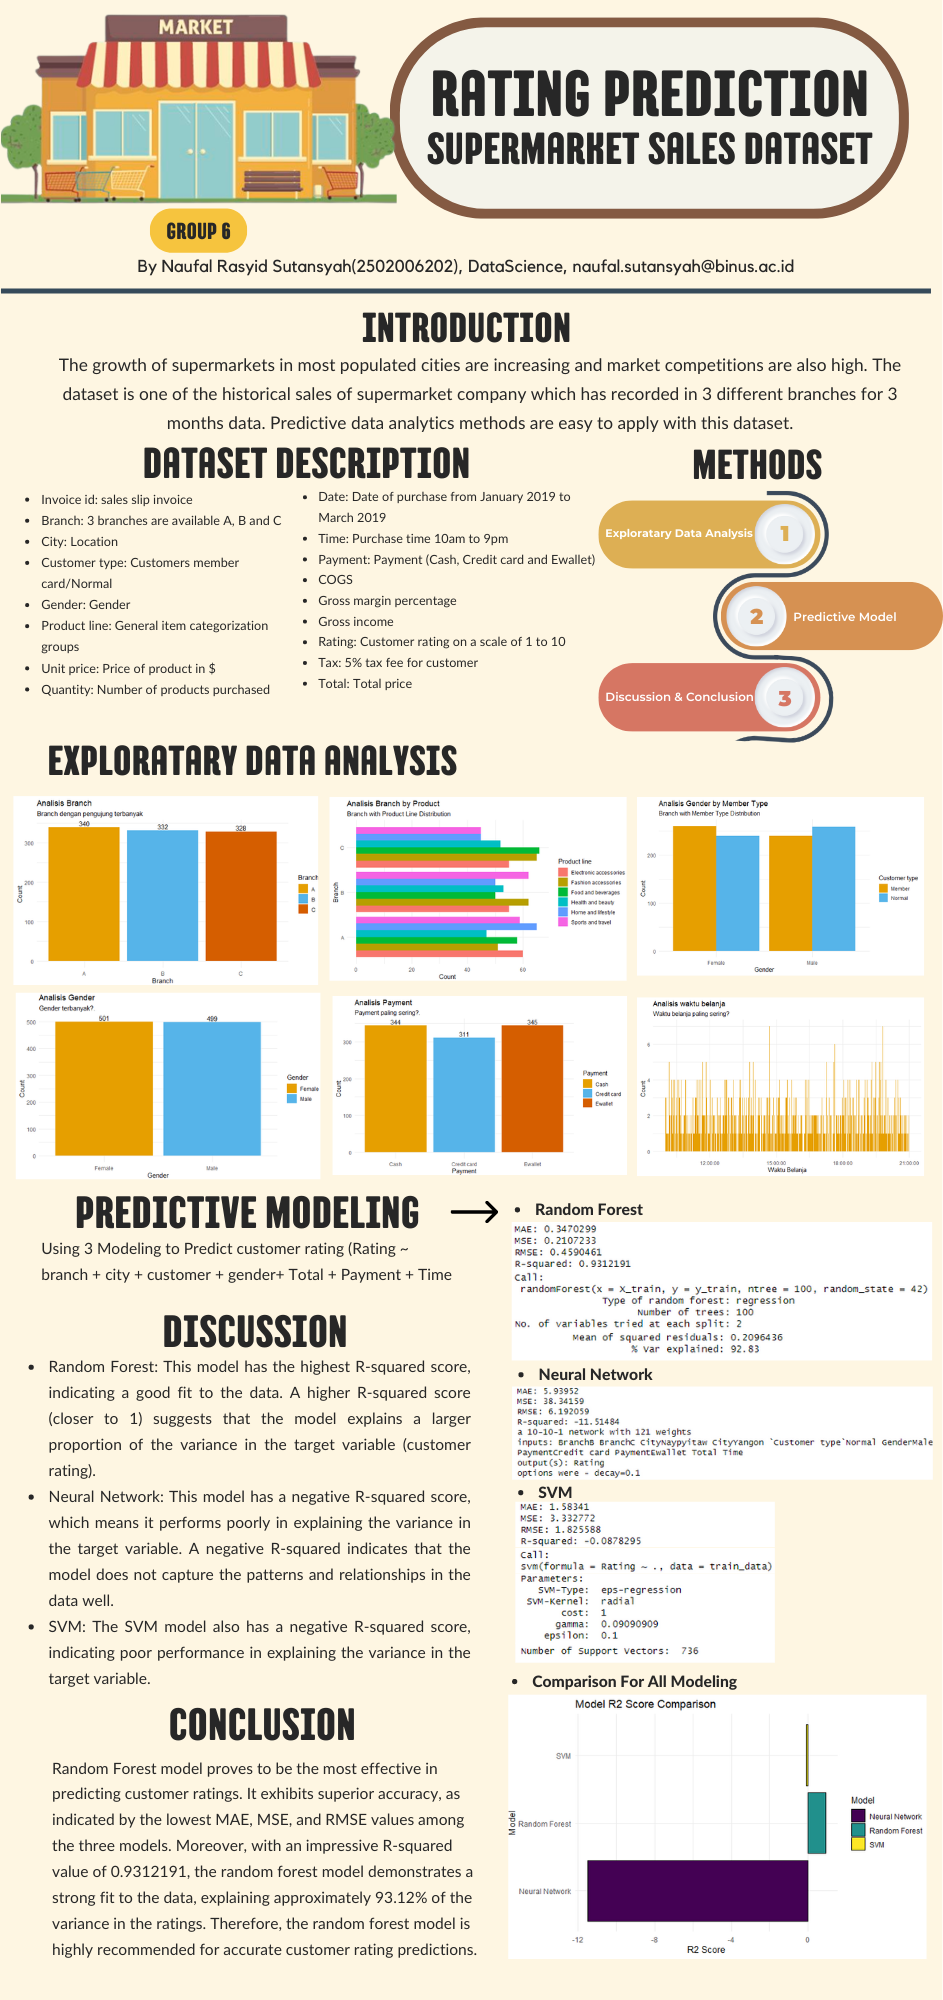 MARKET
RATING PREDICTION
SUPERMARKET SALES DATASET
GROUP 6
By Naufal Rasyid Sutansyah(2502006202), DataScience, naufal.sutansyah@binus.ac.id
INTRODUCTION
The growth of supermarkets in most populated cities are increasing and market competitions are also high. The
dataset is one of the historical sales of supermarket company which has recorded in 3 different branches for 3
months data. Predictive data analytics methods are easy to apply with this dataset.
DATASET DESCRIPTION
• Invoice id: sales slip invoice
• Branch: 3 branches are available A, B and C
• City: Location
• Customer type: Customers member
card/Normal
• Gender: Gender
• Product line: General item categorization
groups
• Unit price: Price of product in $
• Quantity: Number of products purchased
• Date: Date of purchase from January 2019 to
March 2019
• Time: Purchase time 10am to 9pm
• Payment: Payment (Cash, Credit card and Ewallet)
• COGS
• Gross margin percentage
• Gross income
• Rating: Customer rating on a scale of 1 to 10
• Tax: 5% tax fee for customer
• Total: Total price
METHODS
Exploratary Data Analysis
1
2
Predictive Model
Discussion & Conclusion
3
EXPLORATARY DATA ANALYSIS
Analisis Branch
Branch dengan pengujung terbanyak
340
332
328
300
200
100
0
Count
A
B
C
Branch
Branch
A
B
C
Analisis Branch by Product
Branch with Product Line Distribution
C
B
A
Branch
0
20
40
60
Count
Product line
Electronic accessories
Fashion accessories
Food and beverages
Health and beauty
Home and lifestyle
Sports and travel
Analisis Gender by Member Type
Branch with Member Type Distribution
200
100
0
Count
Female
Male
Gender
Customer type
Member
Normal
Analisis Gender
Gender terbanyak?
501
499
500
400
300
200
100
0
Count
Female
Male
Gender
Gender
Female
Male
Analisis Payment
Payment paling sering?
344
311
345
300
200
100
0
Count
Cash
Credit card
Ewallet
Payment
Payment
Cash
Credit card
Ewallet
Analisis waktu belanja
Waktu belanja paling sering?
6
4
2
0
Count
12:00:00
15:00:00
18:00:00
21:00:00
Waktu Belanja
PREDICTIVE MODELING
Using 3 Modeling to Predict customer rating (Rating ~
branch + city + customer + gender+ Total + Payment + Time
DISCUSSION
• Random Forest: This model has the highest R-squared score,
indicating a good fit to the data. A higher R-squared score
(closer to 1) suggests that the model explains a larger
proportion of the variance in the target variable (customer
rating).
• Neural Network: This model has a negative R-squared score,
which means it performs poorly in explaining the variance in
the target variable. A negative R-squared indicates that the
model does not capture the patterns and relationships in the
data well.
• SVM: The SVM model also has a negative R-squared score,
indicating poor performance in explaining the variance in the
target variable.
CONCLUSION
Random Forest model proves to be the most effective in
predicting customer ratings. It exhibits superior accuracy, as
indicated by the lowest MAE, MSE, and RMSE values among
the three models. Moreover, with an impressive R-squared
value of 0.9312191, the random forest model demonstrates a
strong fit to the data, explaining approximately 93.12% of the
variance in the ratings. Therefore, the random forest model is
highly recommended for accurate customer rating predictions.
• Random Forest
MAE: 0.3470299
MSE: 0.2107233
RMSE: 0.4590461
R-squared: 0.9312191
Call:
randomForest(x = X_train, y = y_train, ntree = 100, random_state = 42)
Type of random forest: regression
Number of trees: 100
No. of variables tried at each split: 2
Mean of squared residuals: 0.2096436
% Var explained: 92.83
• Neural Network
MAE: 5.93952
MSE: 38.34159
RMSE: 6.192059
R-squared: -11.51484
a 10-10-1 network with 121 weights
inputs: BranchB BranchC CityNaypyitaw CityYangon `Customer type`Normal GenderMale
PaymentCredit card PaymentEwallet Total Time
output(s): Rating
options were - decay=0.1
• SVM
MAE: 1.58341
MSE: 3.332772
RMSE: 1.825588
R-squared: -0.0878295
Call:
svm(formula = Rating ~ ., data = train_data)
Parameters:
SVM-Type: eps-regression
SVM-Kernel: radial
cost: 1
gamma: 0.09090909
epsilon: 0.1
Number of Support Vectors: 736
• Comparison For All Modeling
Model R2 Score Comparison
SVM
Random Forest
Neural Network
Model
-12
-8
-4
0
R2 Score
Model
Neural Network
Random Forest
SVM